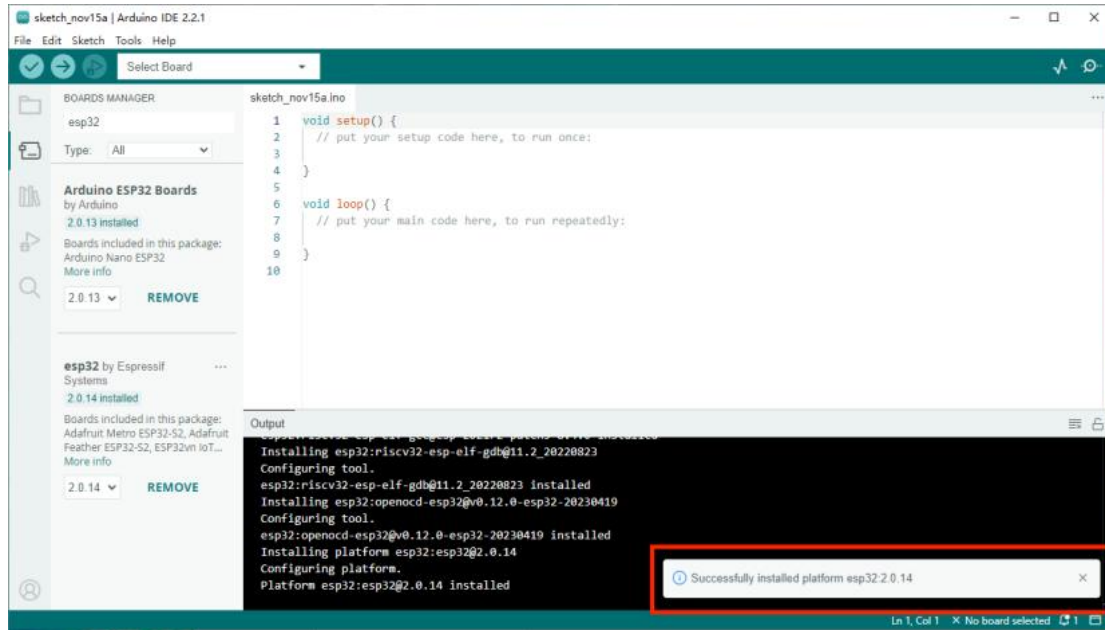 sketch_nov15a | Arduino IDE 2.2.1
File Edit Sketch Tools Help
Select Board
BOARDS MANAGER
esp32
Type: All
Arduino ESP32 Boards
by Arduino
2.0.13 installed
Boards included in this package:
Arduino Nano ESP32
More info
2.0.13 REMOVE
esp32 by Espressif
Systems
2.0.14 installed
Boards included in this package:
Adafruit Metro ESP32-S2, Adafruit
Feather ESP32-S2, ESP32vn IoT...
More info
2.0.14 REMOVE
sketch_nov15a.ino
1 void setup() {
2 // put your setup code here, to run once:
3
4 }
5
6 void loop() {
7 // put your main code here, to run repeatedly:
8
9 }
10
Output
Installing esp32:riscv32-esp-elf-gdb@11.2_20220823
Configuring tool.
esp32:riscv32-esp-elf-gdb@11.2_20220823 installed
Installing esp32:openocd-esp32@v0.12.0-esp32-20230419
Configuring tool.
esp32:openocd-esp32@v0.12.0-esp32-20230419 installed
Installing platform esp32:esp32@2.0.14
Configuring platform.
Platform esp32:esp32@2.0.14 installed
Successfully installed platform esp32:2.0.14
Ln 1, Col 1 × No board selected 1